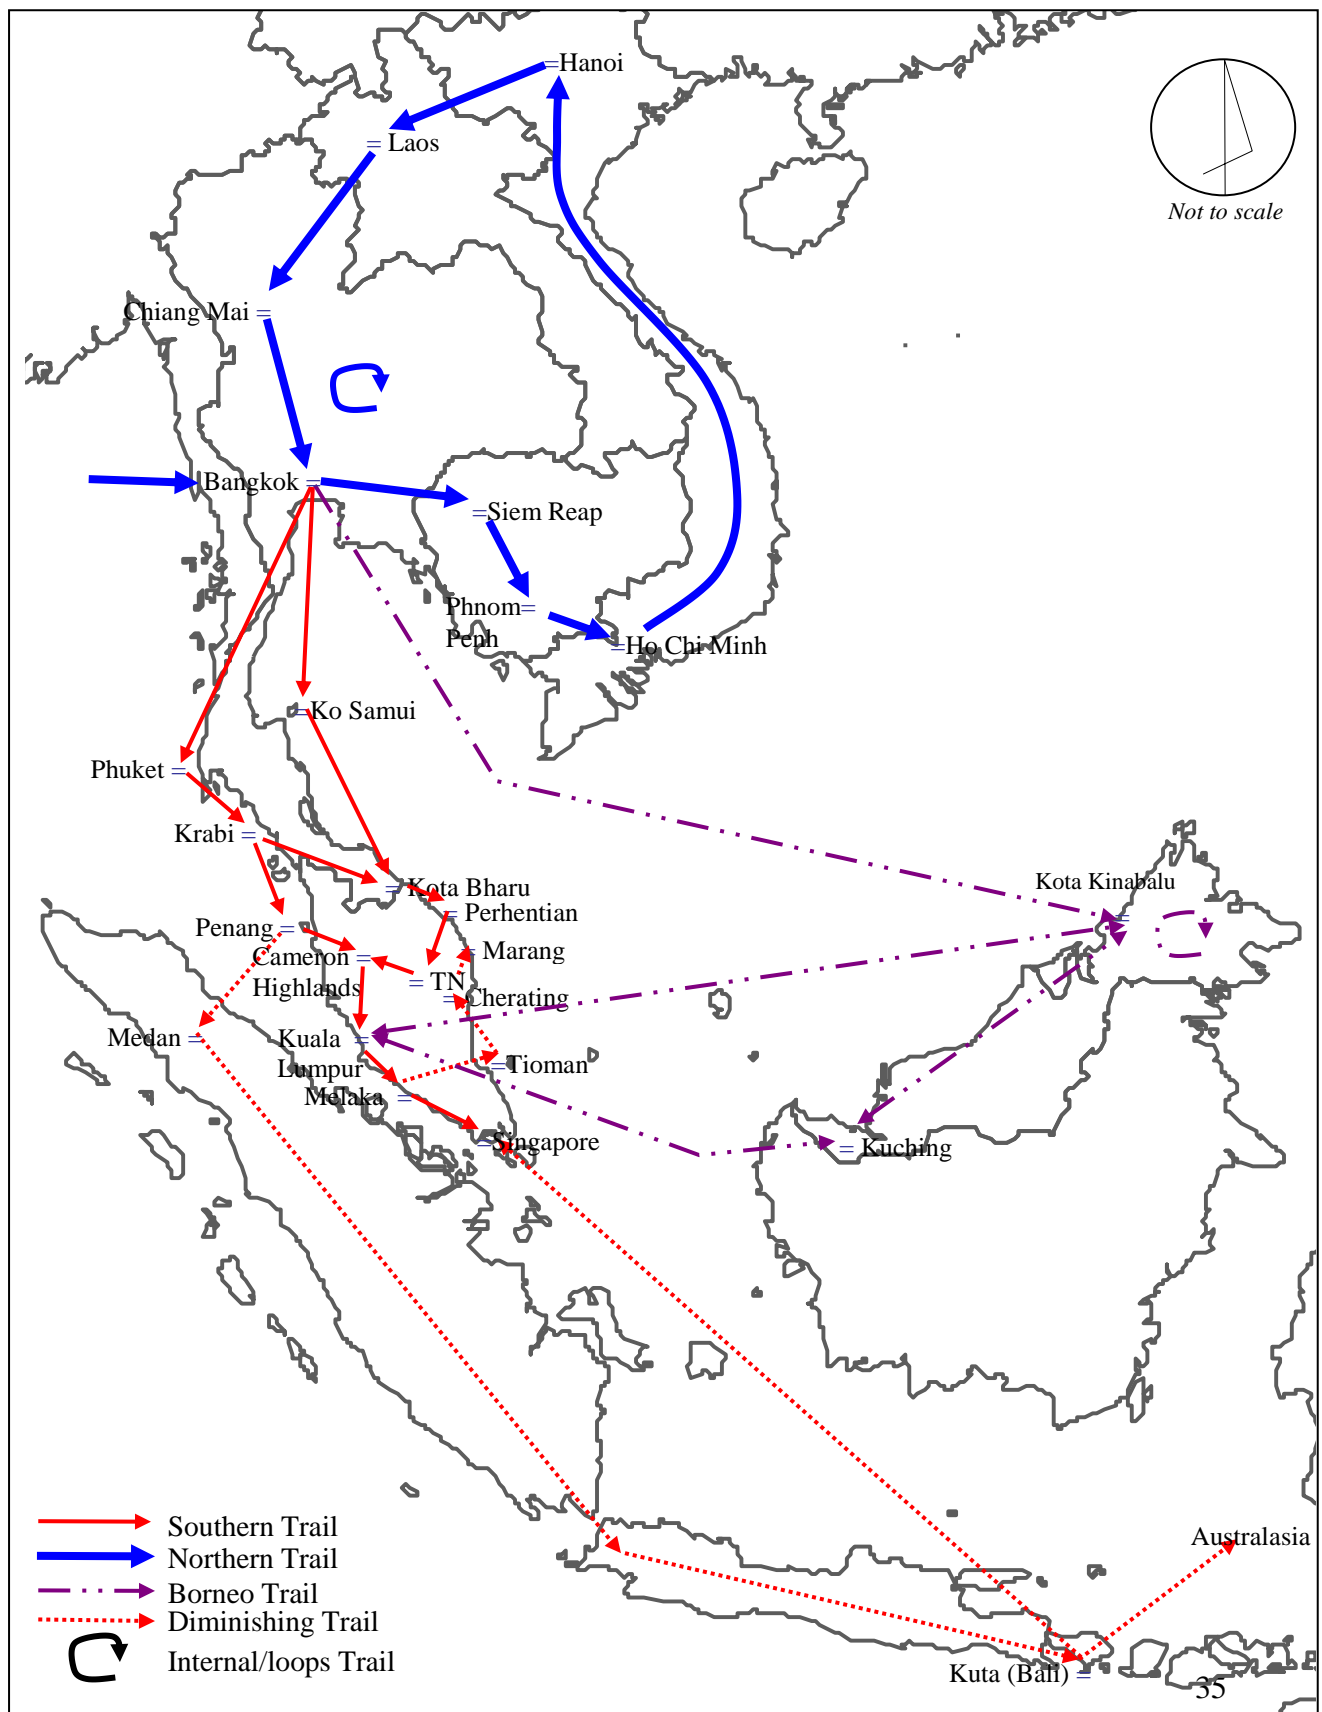 =Hanoi
= Laos
Not to scale
Chiang Mai =
Bangkok =
=Siem Reap
Phnom=
Penh
=Ho Chi Minh
=Ko Samui
Phuket =
Krabi =
= Kota Bharu
Kota Kinabalu
=
= Perhentian
Penang =
= Marang
Cameron =
Highlands
= TN
= Cherating
Medan =
Kuala =
Lumpur
=Tioman
Melaka =
=Singapore
= Kuching
Southern Trail
Northern Trail
Borneo Trail
Diminishing Trail
Internal/loops Trail
Australasia
Kuta (Bali) =
35